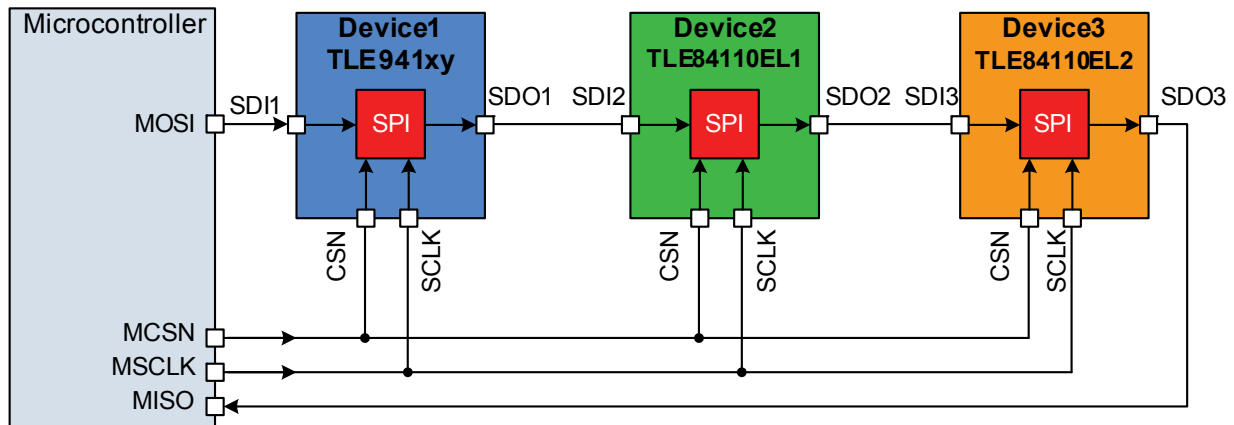 Microcontroller
Device1
TLE941xy
Device2
TLE84110EL1
Device3
TLE84110EL2
MOSI
SDI1
SPI
SDO1
SDI2
SPI
SDO2
SDI3
SPI
SDO3
CSN
SCLK
CSN
SCLK
CSN
SCLK
MCSN
MSCLK
MISO